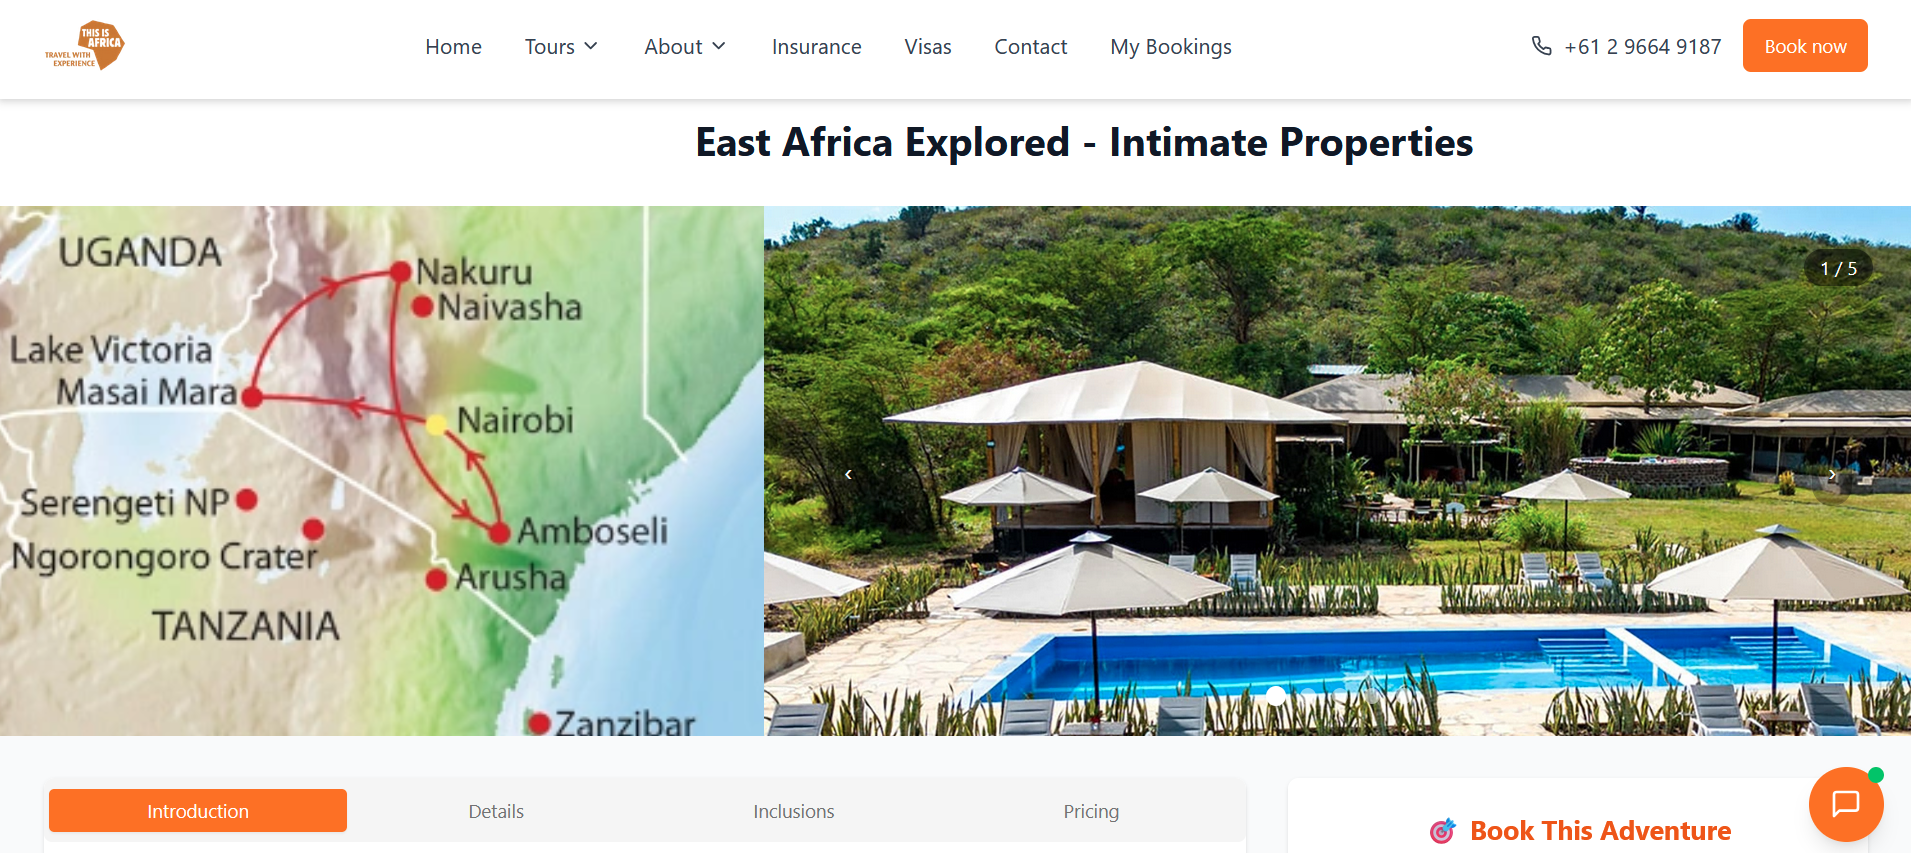 THIS IS
AFRICA
TRAVEL WITH
EXPERIENCE
Home
Tours
About
Insurance
Visas
Contact
My Bookings
+61 2 9664 9187
Book now
East Africa Explored - Intimate Properties
UGANDA
Nakuru
Naivasha
Lake Victoria
Masai Mara
Nairobi
Serengeti NP
Amboseli
Ngorongoro Crater
Arusha
TANZANIA
Zanzibar
1 / 5
‹
›
Introduction
Details
Inclusions
Pricing
Book This Adventure